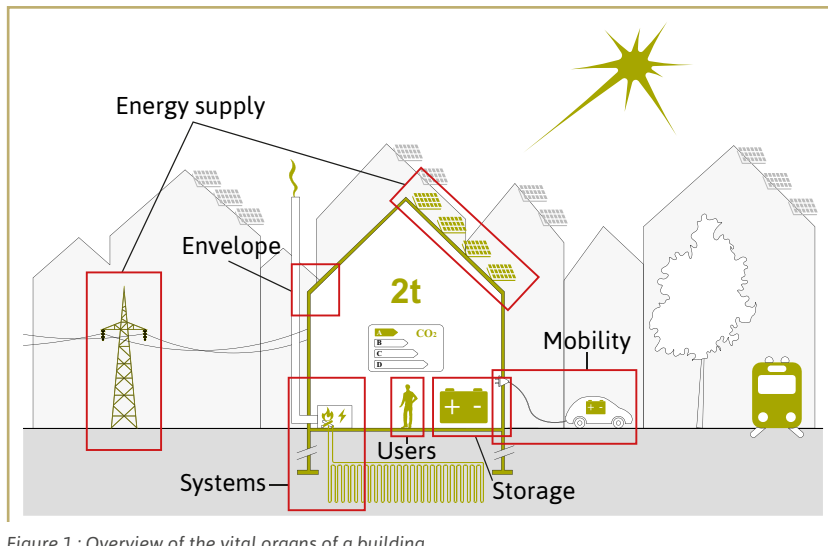 Energy supply
Envelope
2t
A CO₂
B
C
D
Mobility
Users
Systems
Storage
Figure 1 : Overview of the vital organs of a building